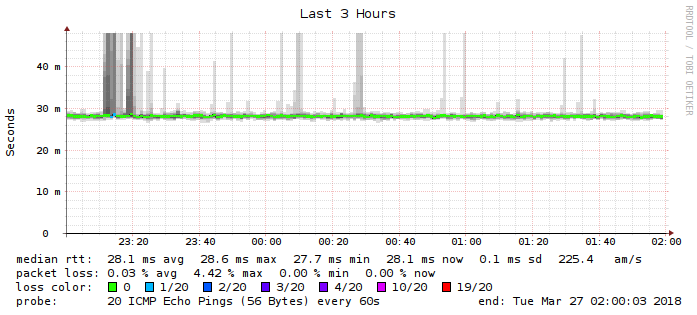 Last 3 Hours
RRDTOOL / TOBI OETIKER
Seconds
40 m
30 m
20 m
10 m
0
23:20 23:40 00:00 00:20 00:40 01:00 01:20 01:40 02:00
median rtt: 28.1 ms avg 28.6 ms max 27.7 ms min 28.1 ms now 0.1 ms sd 225.4 am/s
packet loss: 0.03 % avg 4.42 % max 0.00 % min 0.00 % now
loss color: 0 1/20 2/20 3/20 4/20 10/20 19/20
probe: 20 ICMP Echo Pings (56 Bytes) every 60s end: Tue Mar 27 02:00:03 2018